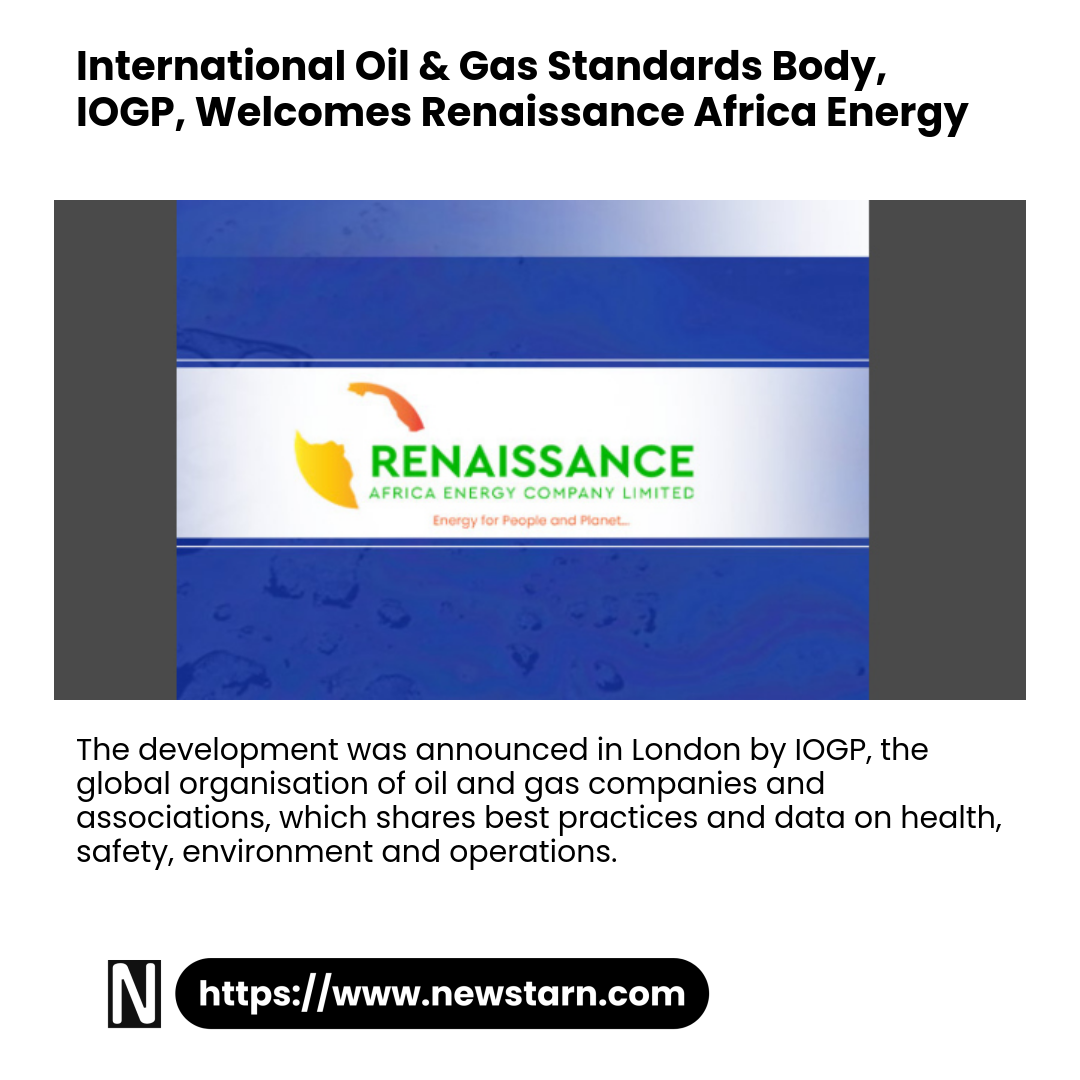 International Oil & Gas Standards Body,
IOGP, Welcomes Renaissance Africa Energy
RENAISSANCE
AFRICA ENERGY COMPANY LIMITED
Energy for People and Planet...
The development was announced in London by IOGP, the
global organisation of oil and gas companies and
associations, which shares best practices and data on health,
safety, environment and operations.
N
https://www.newstarn.com